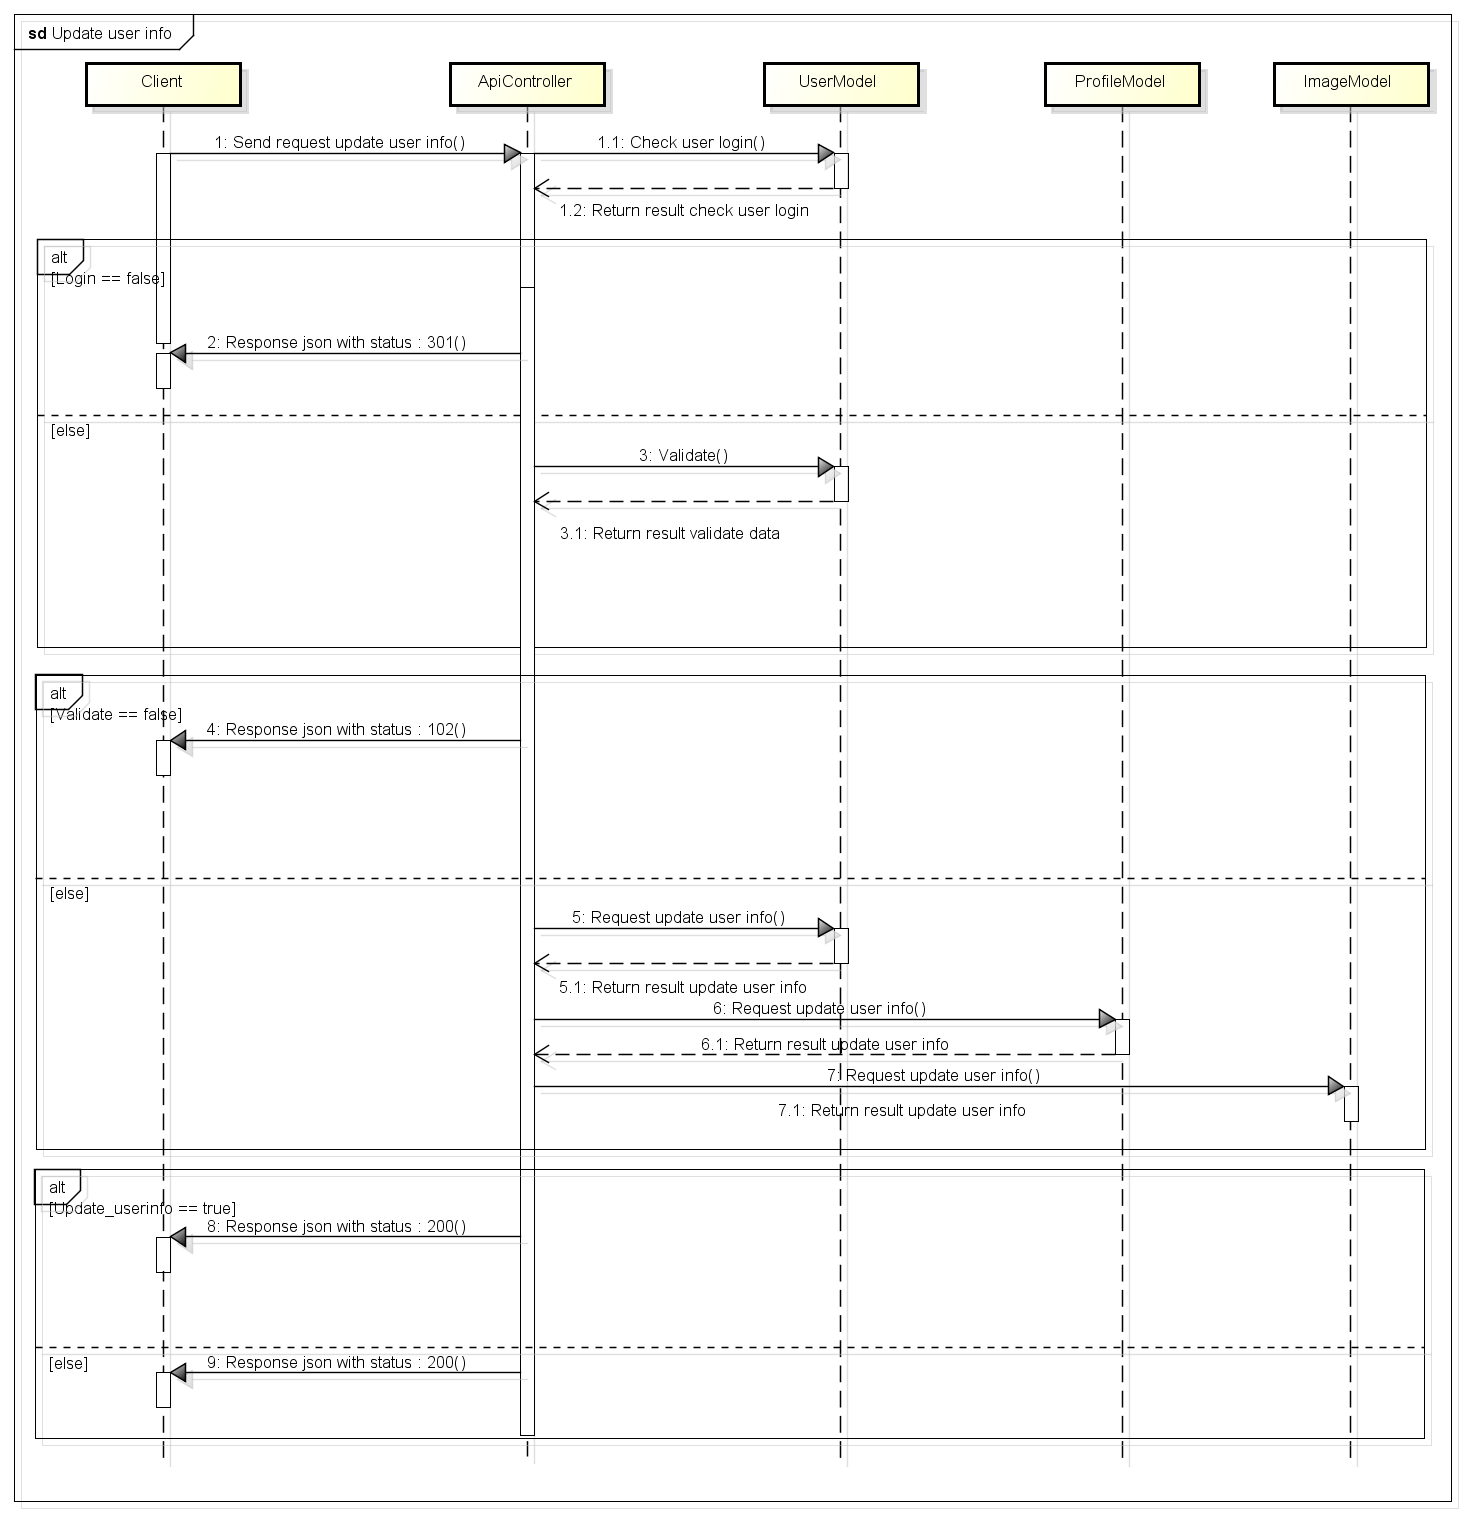 sd Update user info
Client
ApiController
UserModel
ProfileModel
ImageModel
1: Send request update user info()
1.1: Check user login()
1.2: Return result check user login
alt
[Login == false]
2: Response json with status : 301()
[else]
3: Validate()
3.1: Return result validate data
alt
[Validate == false]
4: Response json with status : 102()
[else]
5: Request update user info()
5.1: Return result update user info
6: Request update user info()
6.1: Return result update user info
7: Request update user info()
7.1: Return result update user info
alt
[Update_userinfo == true]
8: Response json with status : 200()
[else]
9: Response json with status : 200()